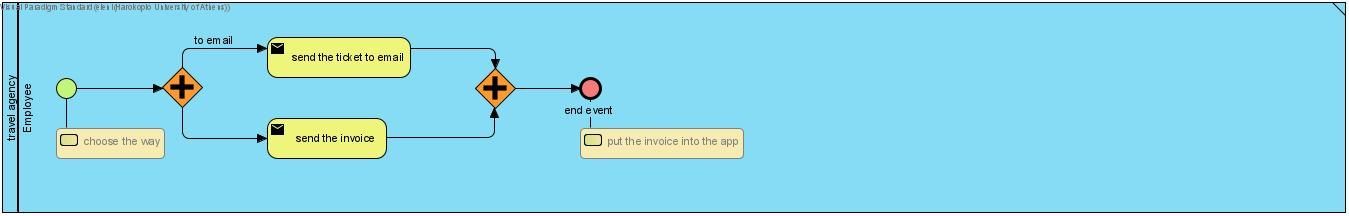 Visual Paradigm Standard(eleni(Harokopio University of Athens))
travel agency
Employee
to email
send the ticket to email
choose the way
send the invoice
end event
put the invoice into the app